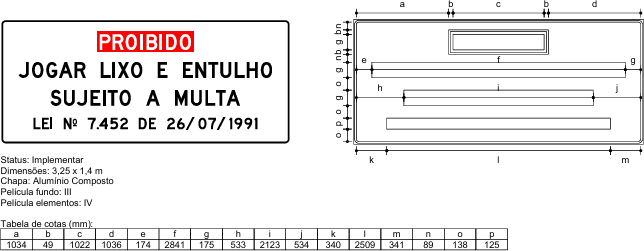 PROIBIDO
JOGAR LIXO E ENTULHO
SUJEITO A MULTA
LEI Nº 7.452 DE 26/07/1991
a b c b d
n b g b n g o g o p o
e f g
h i j
k l m
Status: Implementar
Dimensões: 3,25 x 1,4 m
Chapa: Alumínio Composto
Película fundo: III
Película elementos: IV
Tabela de cotas (mm):
a b c d e f g h i j k l m n o p
1034 49 1022 1036 174 2841 175 533 2123 534 340 2509 341 89 138 125